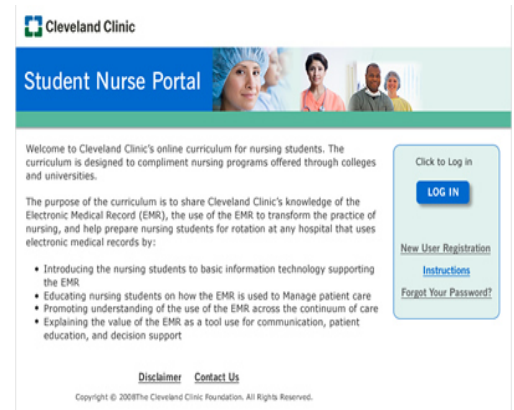 Cleveland Clinic
Student Nurse Portal
Welcome to Cleveland Clinic's online curriculum for nursing students. The
curriculum is designed to compliment nursing programs offered through colleges
and universities.
The purpose of the curriculum is to share Cleveland Clinic's knowledge of the
Electronic Medical Record (EMR), the use of the EMR to transform the practice of
nursing, and help prepare nursing students for rotation at any hospital that uses
electronic medical records by:
• Introducing the nursing students to basic information technology supporting
the EMR
• Educating nursing students on how the EMR is used to Manage patient care
• Promoting understanding of the use of the EMR across the continuum of care
• Explaining the value of the EMR as a tool use for communication, patient
education, and decision support
Click to Log in
LOG IN
New User Registration
Instructions
Forgot Your Password?
Disclaimer Contact Us
Copyright © 2008The Cleveland Clinic Foundation. All Rights Reserved.